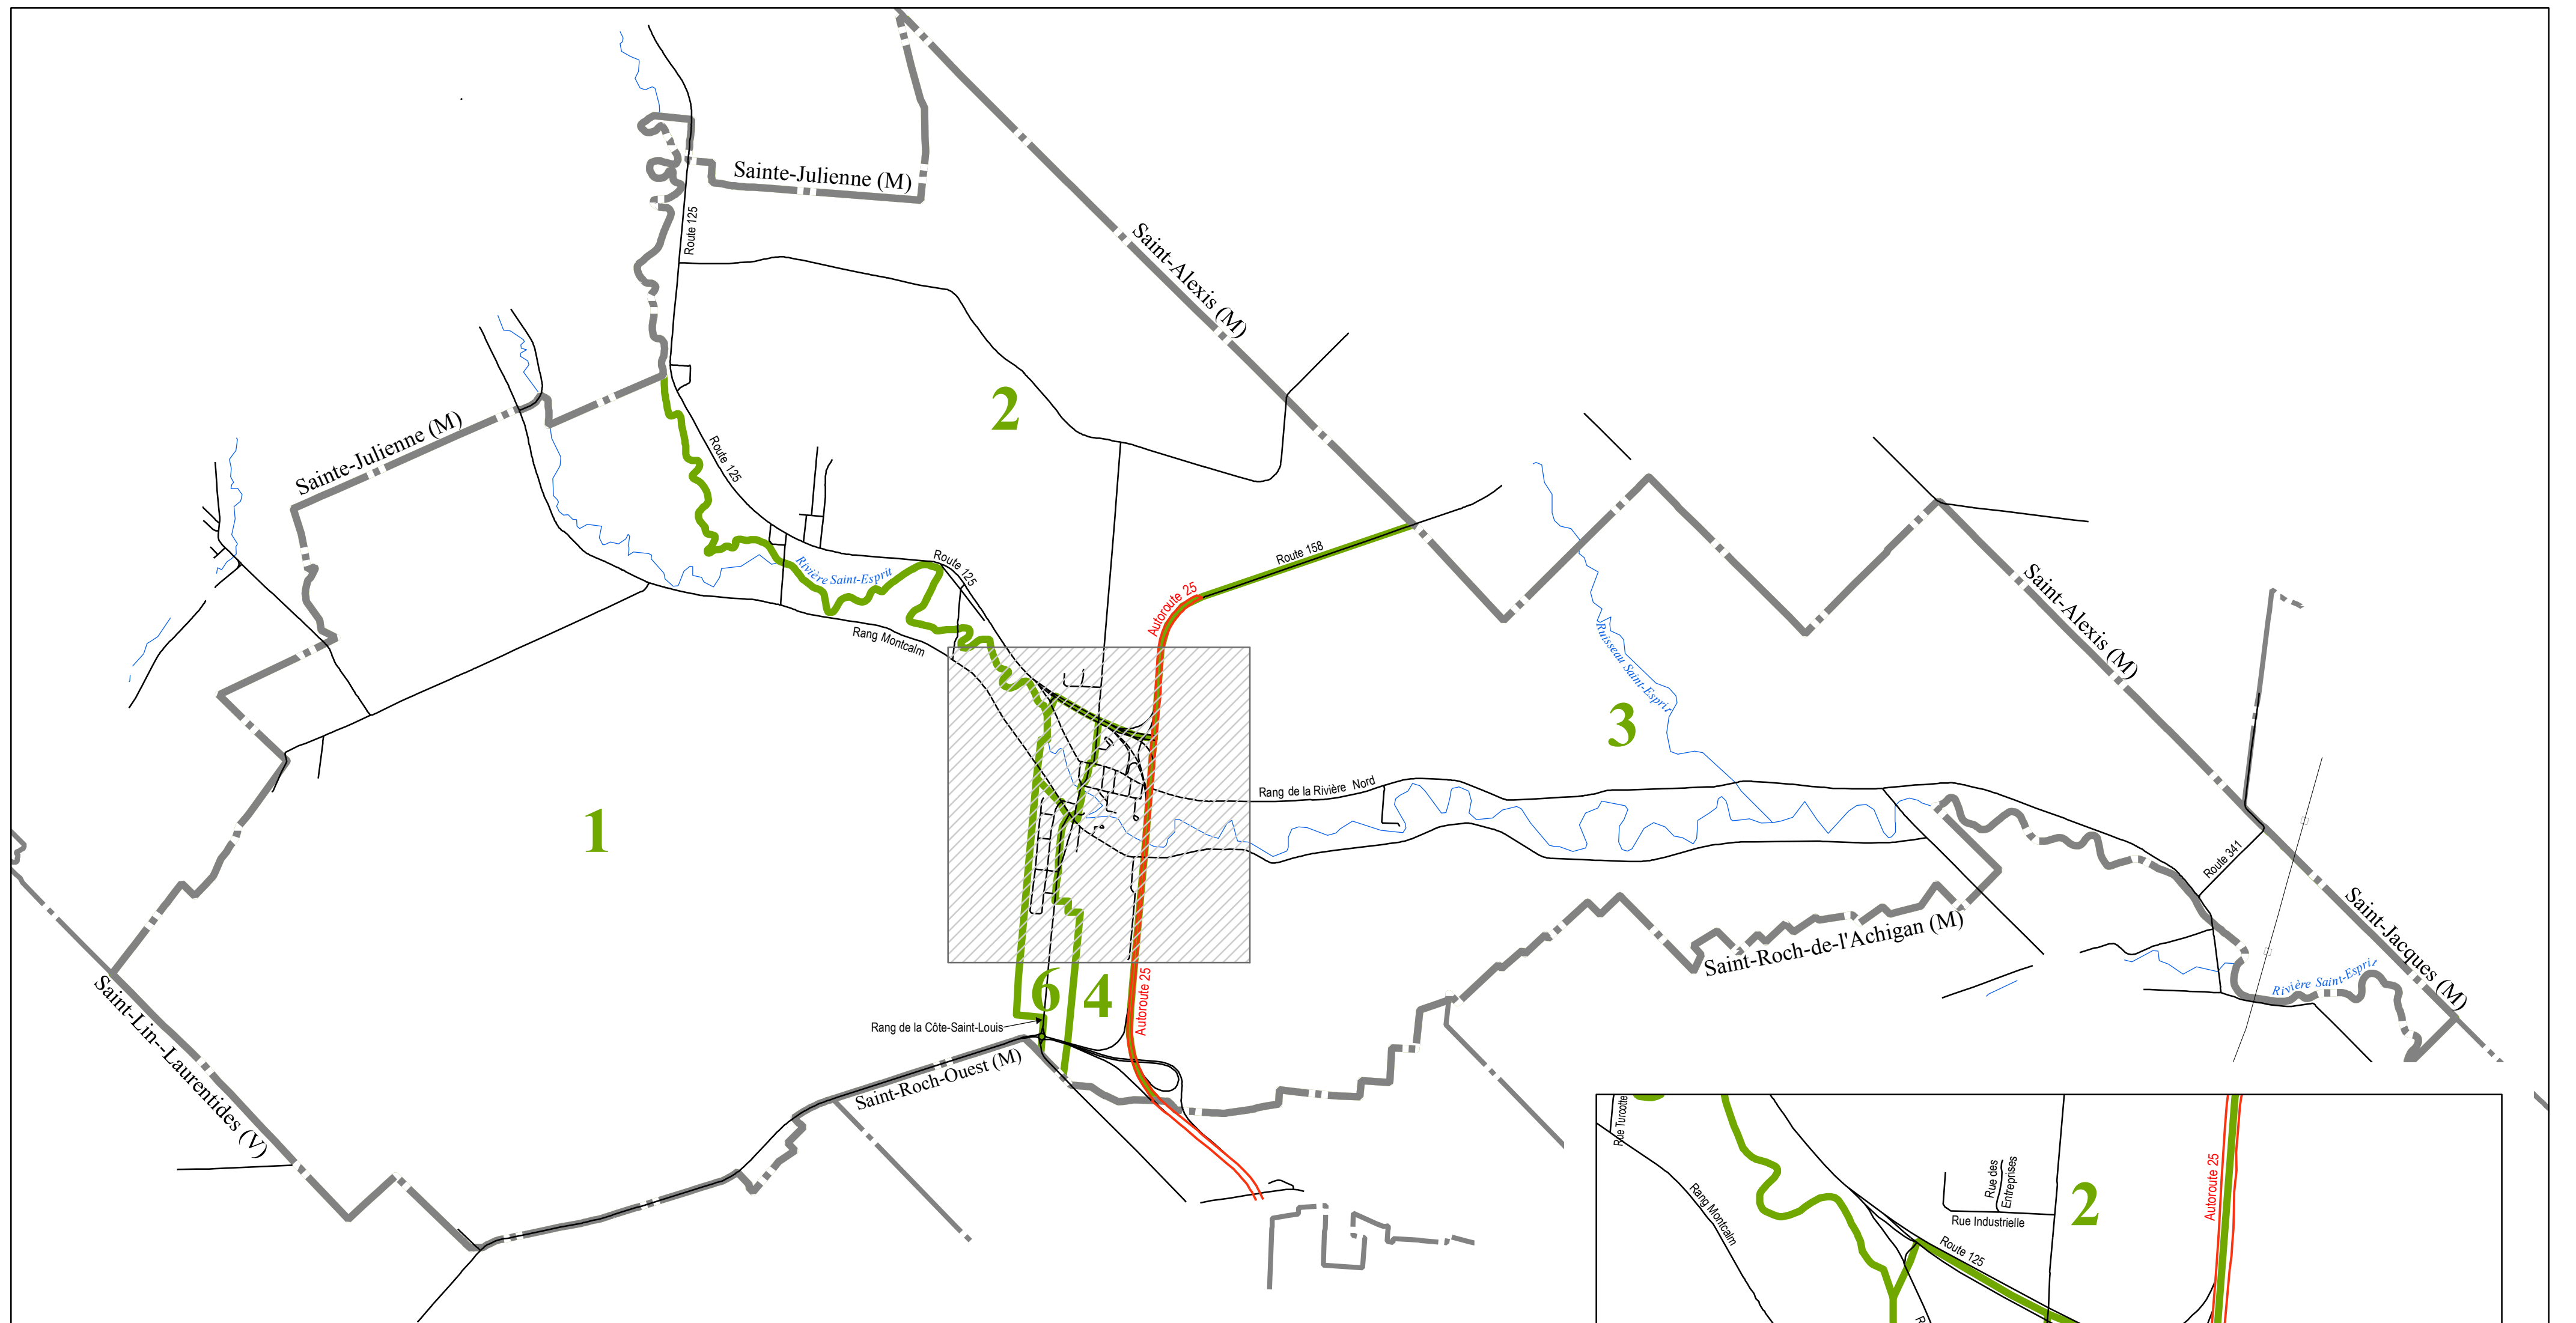 Sainte-Julienne (M)
Route 125
Saint-Alexis (M)
2
Sainte-Julienne (M)
Route 125
Route 158
Route 125
Rivière Saint-Esprit
Autoroute 25
Rang Montcalm
Saint-Alexis (M)
Ruisseau Saint-Esprit
3
Rang de la Rivière Nord
1
Route 341
Saint-Jacques (M)
Saint-Roch-de-l'Achigan (M)
Rivière Saint-Esprit
6
4
Autoroute 25
Rang de la Côte-Saint-Louis
Saint-Roch-Ouest (M)
Saint-Lin--Laurentides (V)
Rue Turcotte
Rang Montcalm
Rue des
Entreprises
Rue Industrielle
2
Autoroute 25
Route 125
R